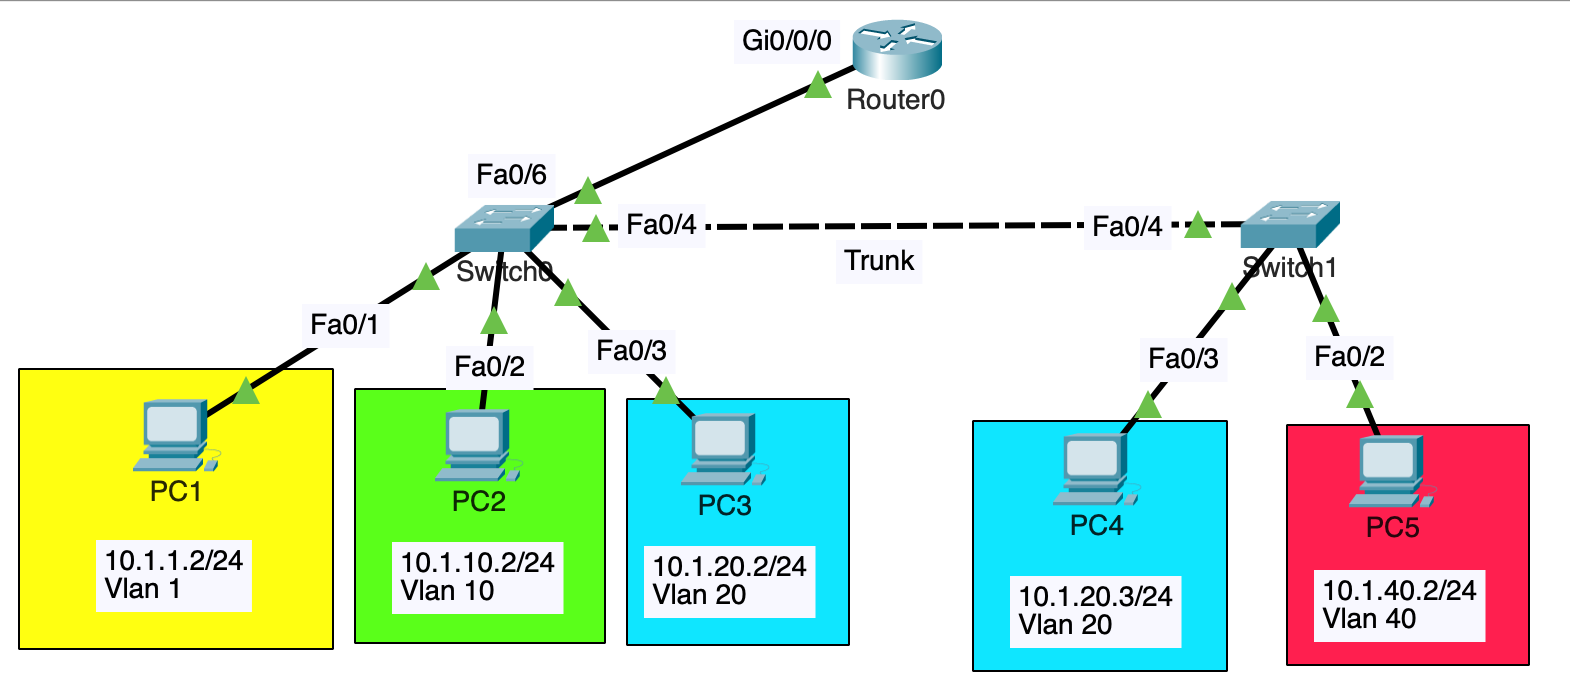 Gi0/0/0
Router0
Fa0/6
Fa0/4
Fa0/4
Trunk
Switch0
Switch1
Fa0/1
Fa0/2
Fa0/3
Fa0/3
Fa0/2
PC1
10.1.1.2/24
Vlan 1
PC2
10.1.10.2/24
Vlan 10
PC3
10.1.20.2/24
Vlan 20
PC4
10.1.20.3/24
Vlan 20
PC5
10.1.40.2/24
Vlan 40